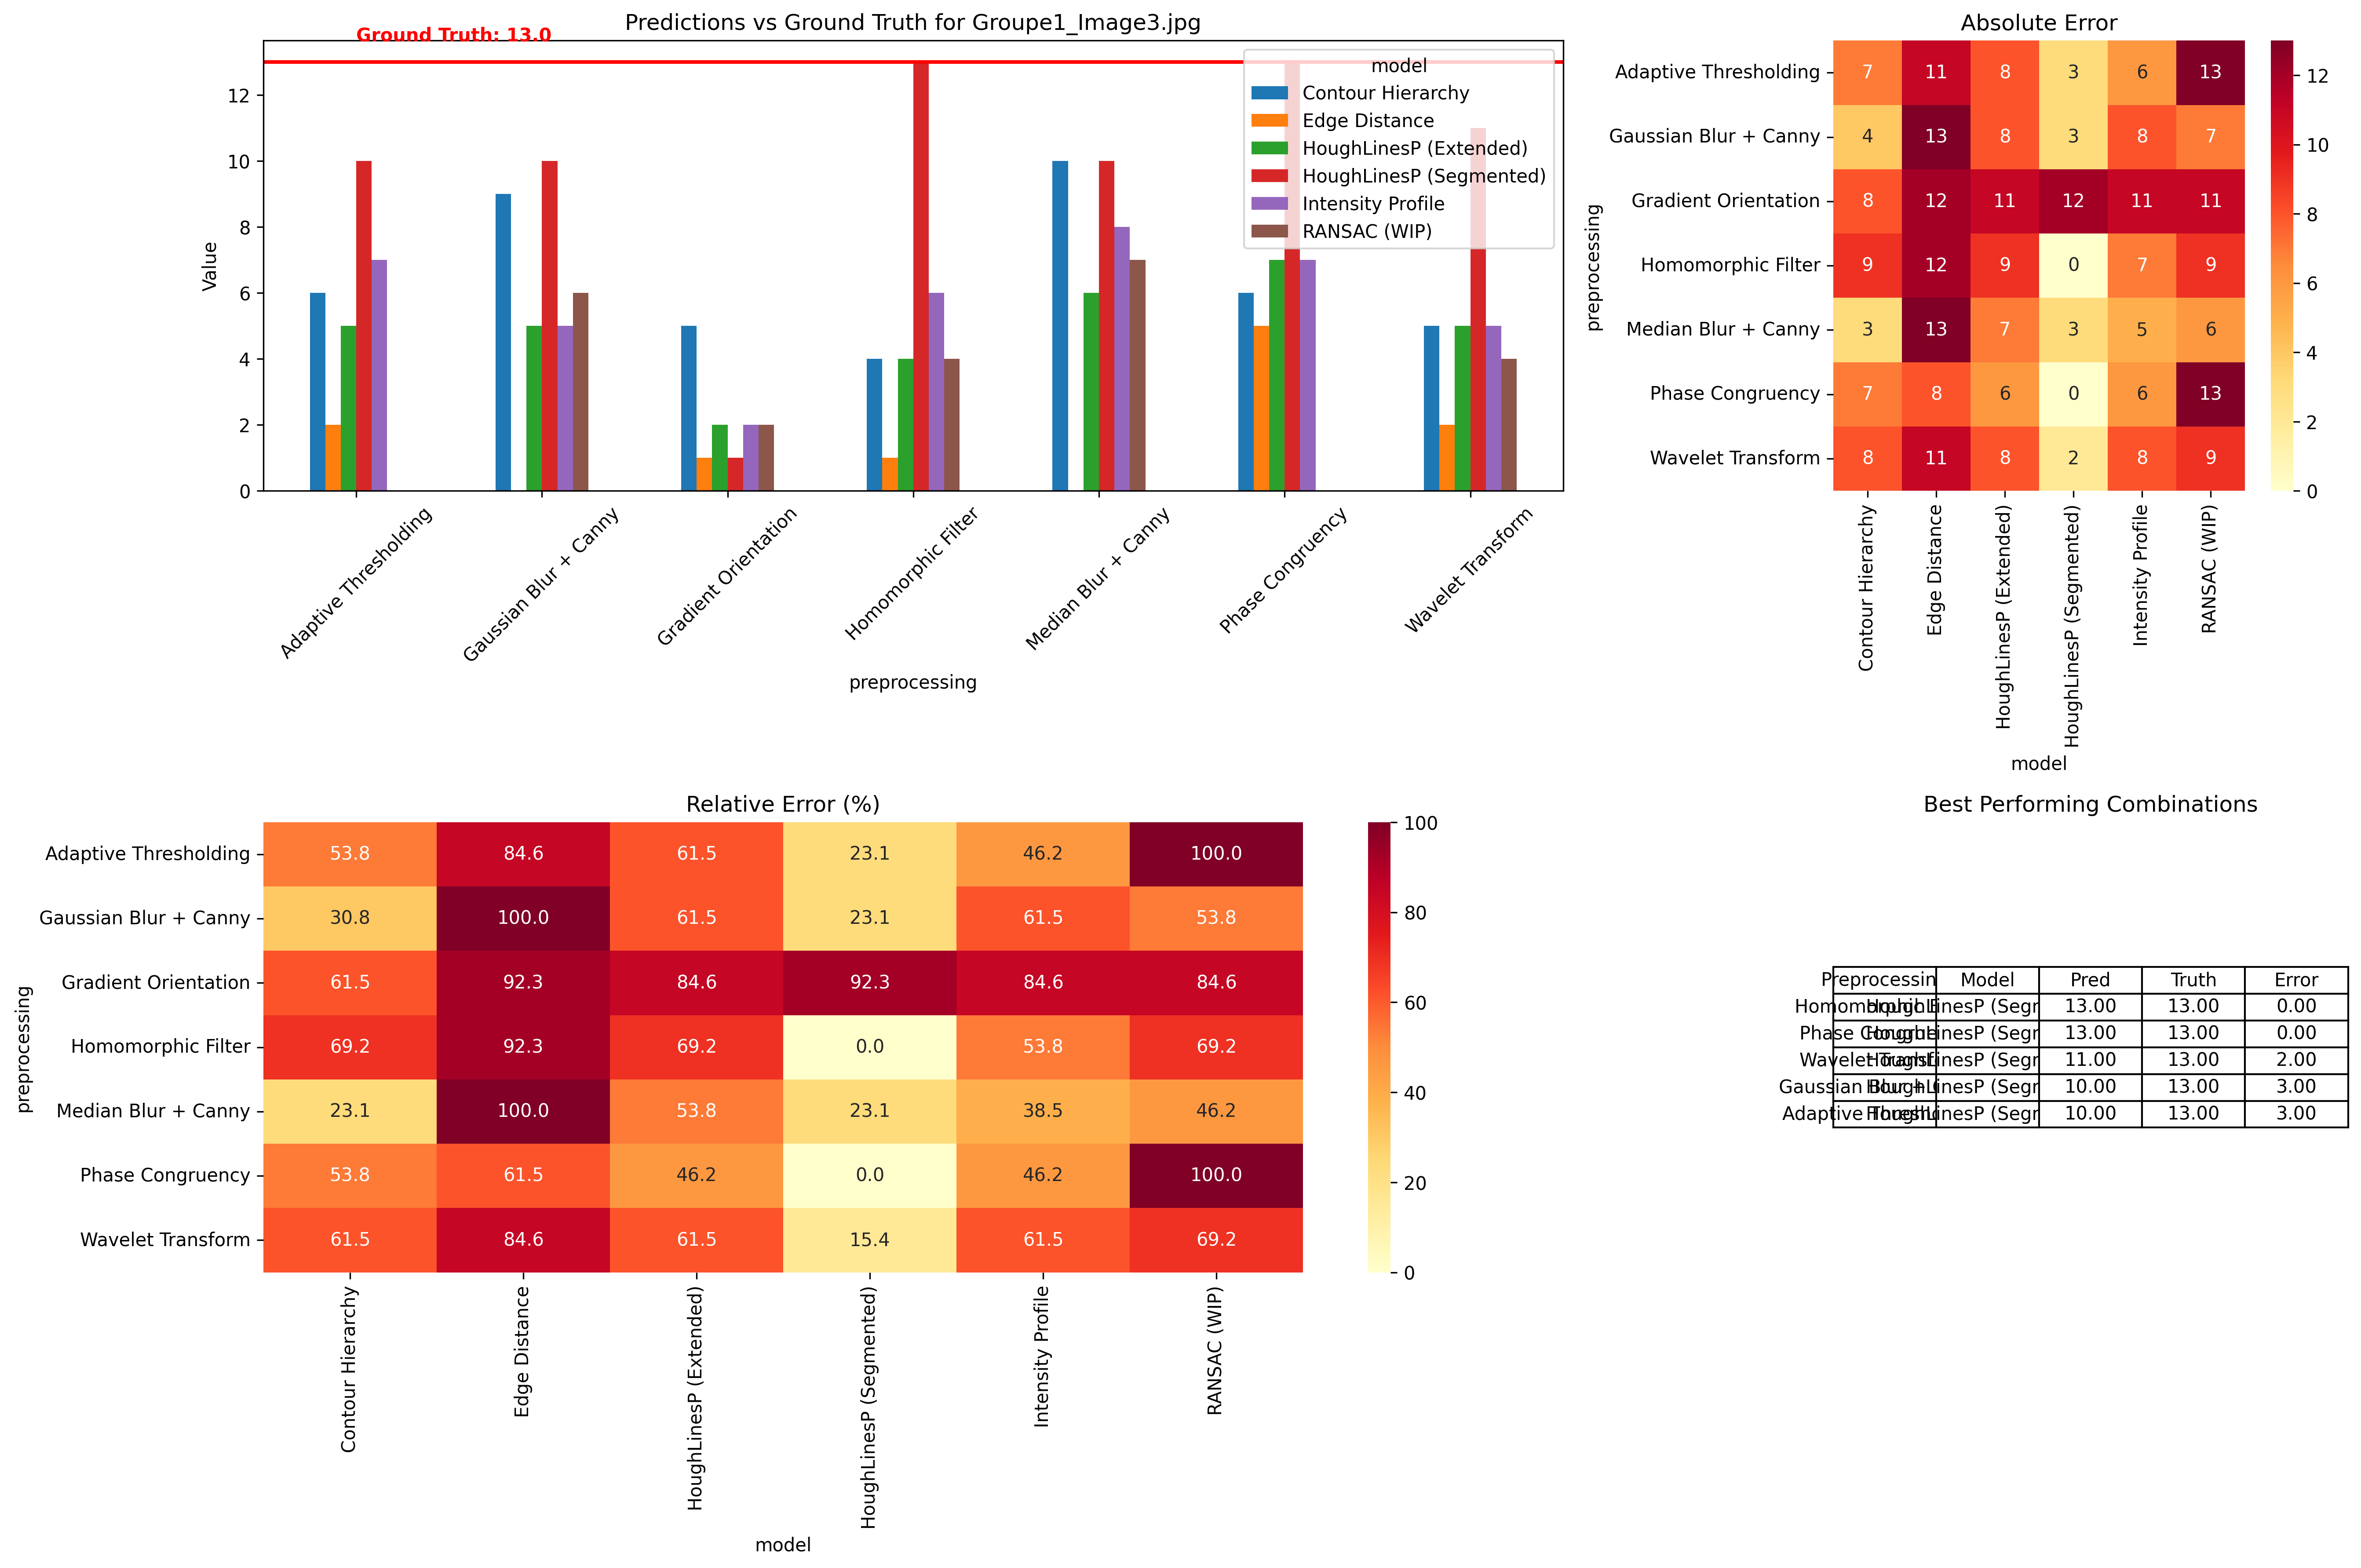 Predictions vs Ground Truth for Groupe1_Image3.jpg
Ground Truth: 13.0
Value
12
10
8
6
4
2
0
model
Contour Hierarchy
Edge Distance
HoughLinesP (Extended)
HoughLinesP (Segmented)
Intensity Profile
RANSAC (WIP)
Adaptive Thresholding
Gaussian Blur + Canny
Gradient Orientation
Homomorphic Filter
Median Blur + Canny
Phase Congruency
Wavelet Transform
preprocessing
Absolute Error
preprocessing
Adaptive Thresholding 7 11 8 3 6 13
Gaussian Blur + Canny 4 13 8 3 8 7
Gradient Orientation 8 12 11 12 11 11
Homomorphic Filter 9 12 9 0 7 9
Median Blur + Canny 3 13 7 3 5 6
Phase Congruency 7 8 6 0 6 13
Wavelet Transform 8 11 8 2 8 9
12
10
8
6
4
2
0
Contour Hierarchy
Edge Distance
HoughLinesP (Extended)
HoughLinesP (Segmented)
Intensity Profile
RANSAC (WIP)
model
Relative Error (%)
preprocessing
Adaptive Thresholding 53.8 84.6 61.5 23.1 46.2 100.0
Gaussian Blur + Canny 30.8 100.0 61.5 23.1 61.5 53.8
Gradient Orientation 61.5 92.3 84.6 92.3 84.6 84.6
Homomorphic Filter 69.2 92.3 69.2 0.0 53.8 69.2
Median Blur + Canny 23.1 100.0 53.8 23.1 38.5 46.2
Phase Congruency 53.8 61.5 46.2 0.0 46.2 100.0
Wavelet Transform 61.5 84.6 61.5 15.4 61.5 69.2
100
80
60
40
20
0
Contour Hierarchy
Edge Distance
HoughLinesP (Extended)
HoughLinesP (Segmented)
Intensity Profile
RANSAC (WIP)
model
Best Performing Combinations
Preprocessin Model Pred Truth Error
HoughLinesP (Segr 13.00 13.00 0.00
Phase HoughLinesP (Segr 13.00 13.00 0.00
Wavelet HoughLinesP (Segr 11.00 13.00 2.00
Gaussian HoughLinesP (Segr 10.00 13.00 3.00
Adaptive HoughLinesP (Segr 10.00 13.00 3.00